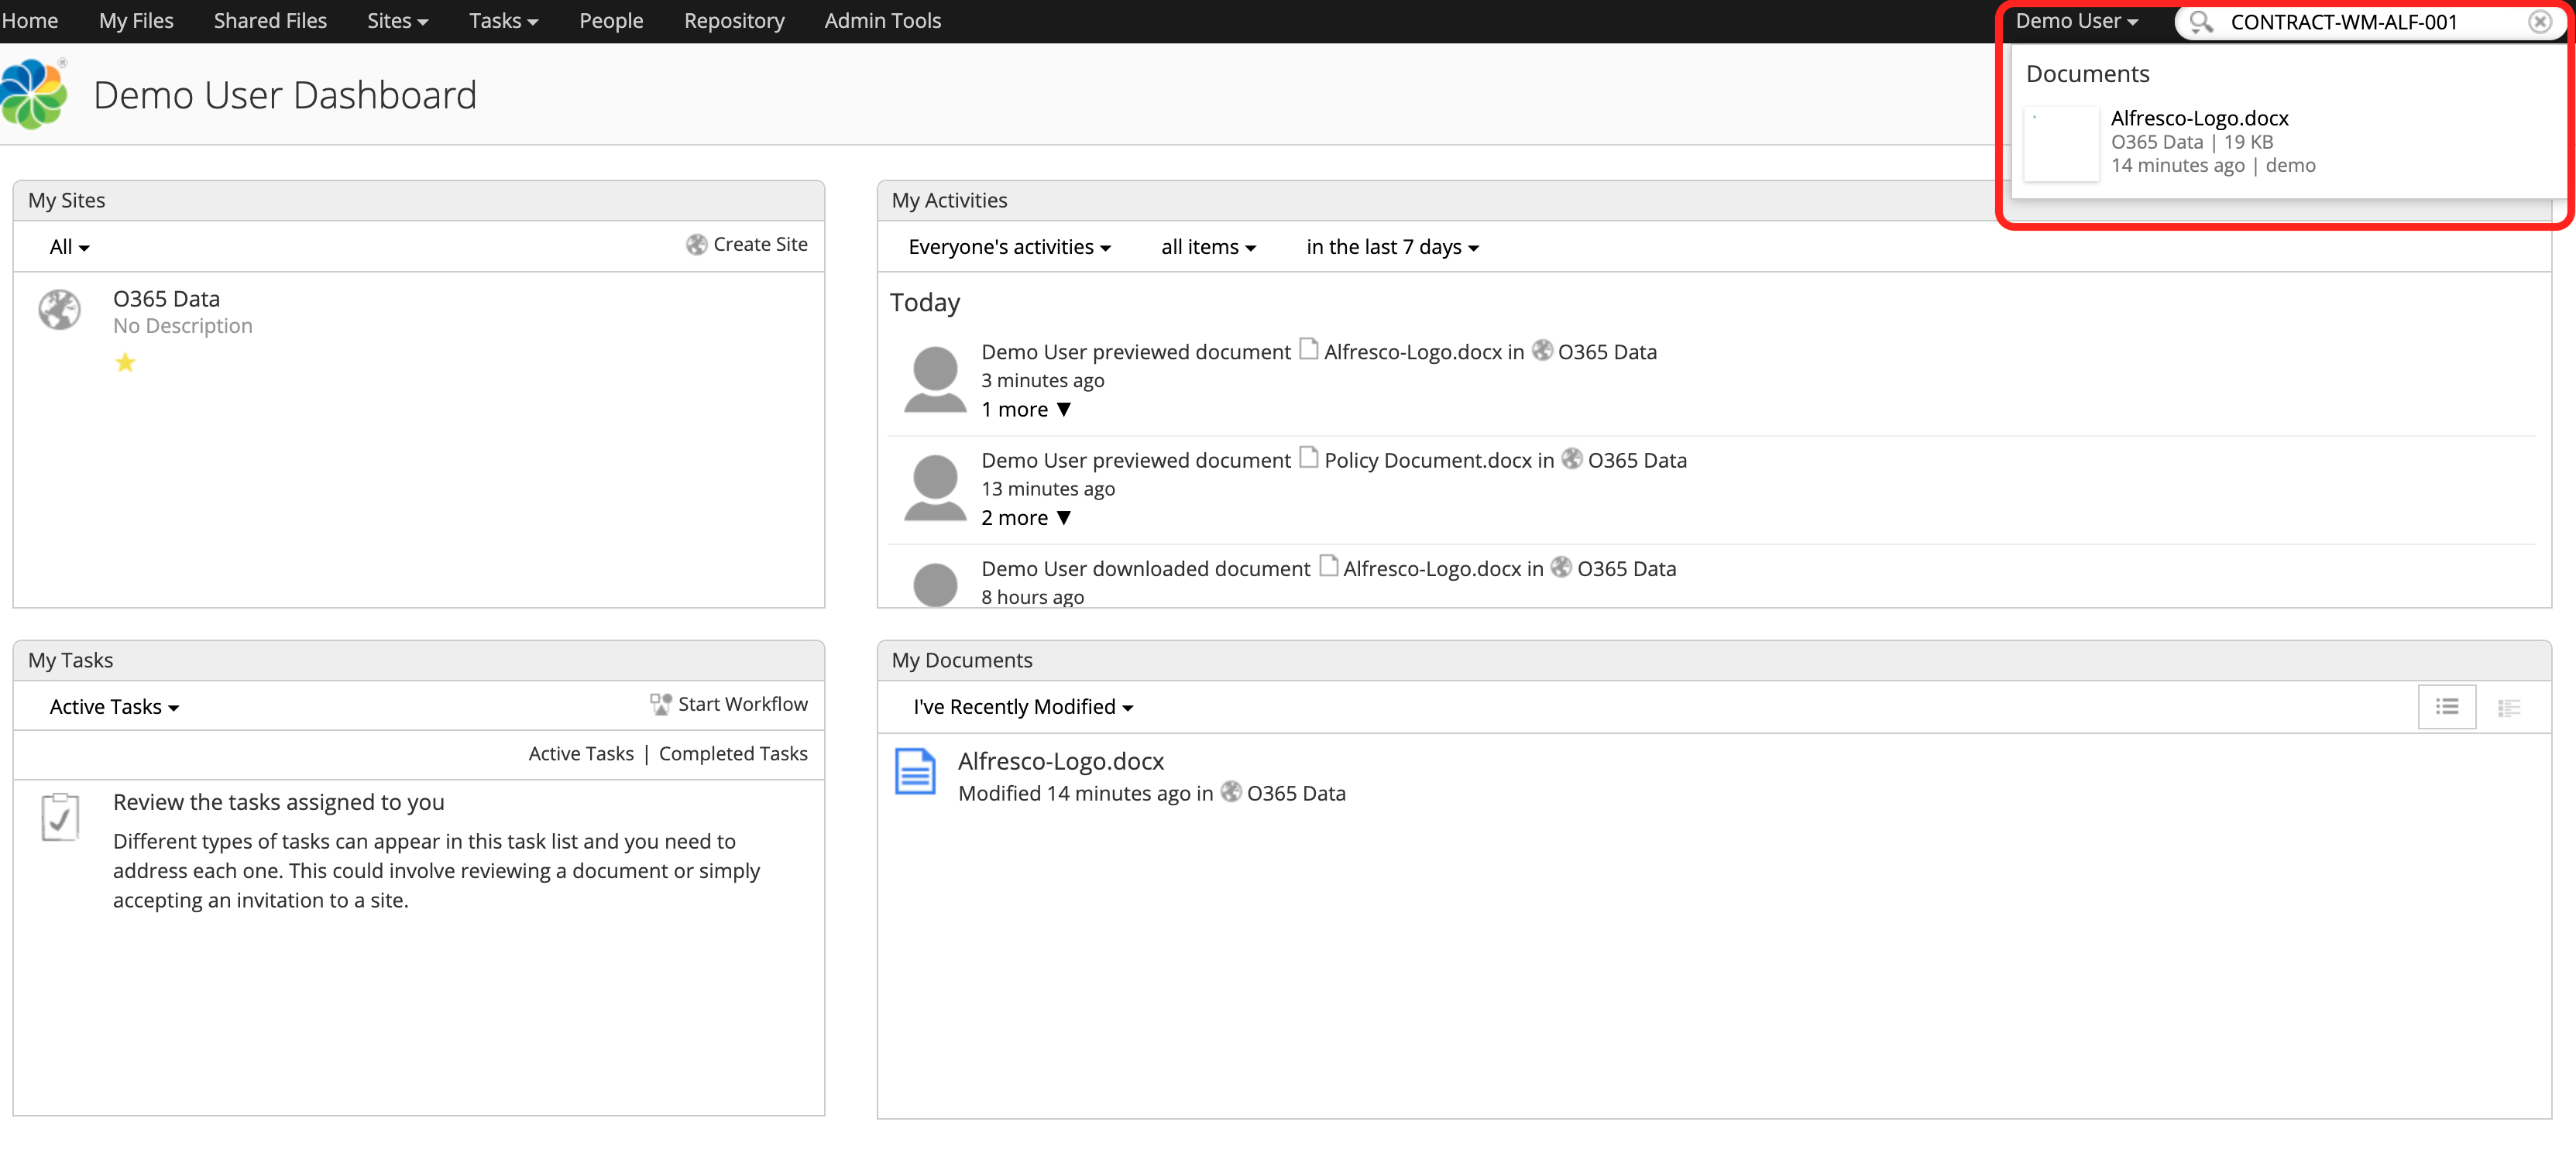 Home My Files Shared Files Sites Tasks People Repository Admin Tools Demo User CONTRACT-WM-ALF-001
Demo User Dashboard
Documents
Alfresco-Logo.docx
O365 Data | 19 KB
14 minutes ago | demo
My Sites
All Create Site
O365 Data
No Description
My Activities
Everyone's activities all items in the last 7 days
Today
Demo User previewed document Alfresco-Logo.docx in O365 Data
3 minutes ago
1 more ▼
Demo User previewed document Policy Document.docx in O365 Data
13 minutes ago
2 more ▼
Demo User downloaded document Alfresco-Logo.docx in O365 Data
8 hours ago
My Tasks
Active Tasks Start Workflow
Active Tasks | Completed Tasks
Review the tasks assigned to you
Different types of tasks can appear in this task list and you need to
address each one. This could involve reviewing a document or simply
accepting an invitation to a site.
My Documents
I've Recently Modified
Alfresco-Logo.docx
Modified 14 minutes ago in O365 Data